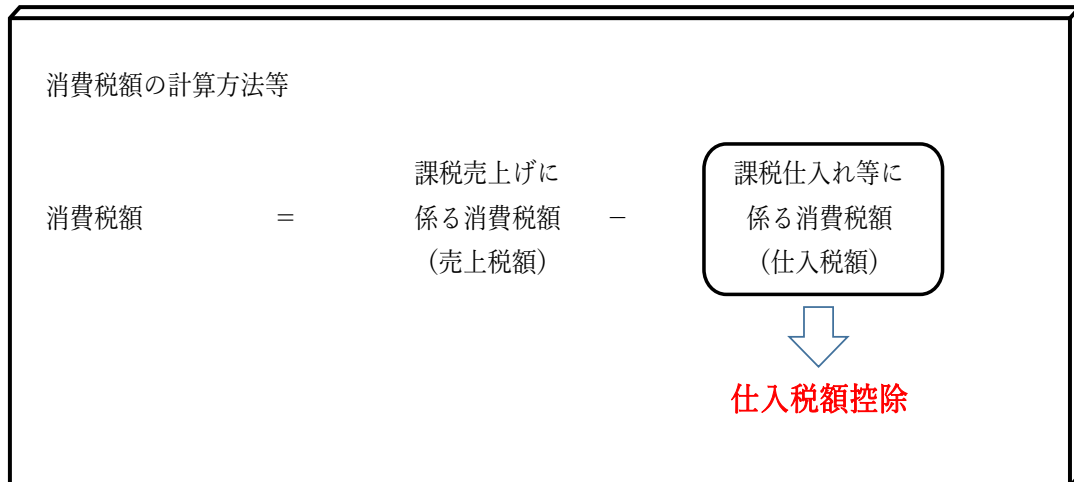 消費税額の計算方法等
課税売上げに
係る消費税額
（売上税額）
消費税額 ＝ －
課税仕入れ等に
係る消費税額
（仕入税額）
仕入税額控除